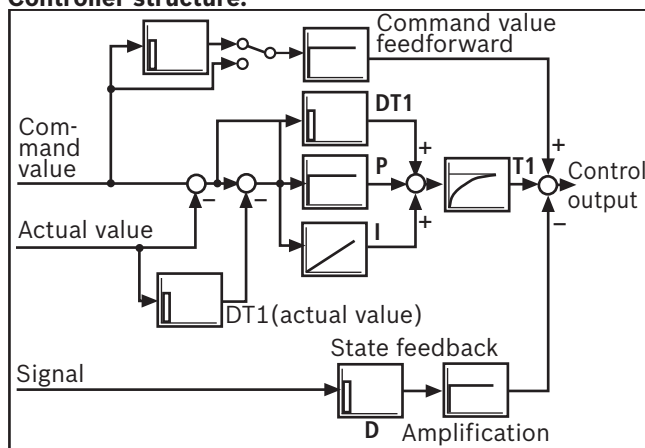 Controller structure:
Command value
feedforward
DT1
Com-
mand
value
+
+
P
T1
Control
output
–
–
Actual value
+
I
–
DT1(actual value)
State feedback
Signal
D
Amplification